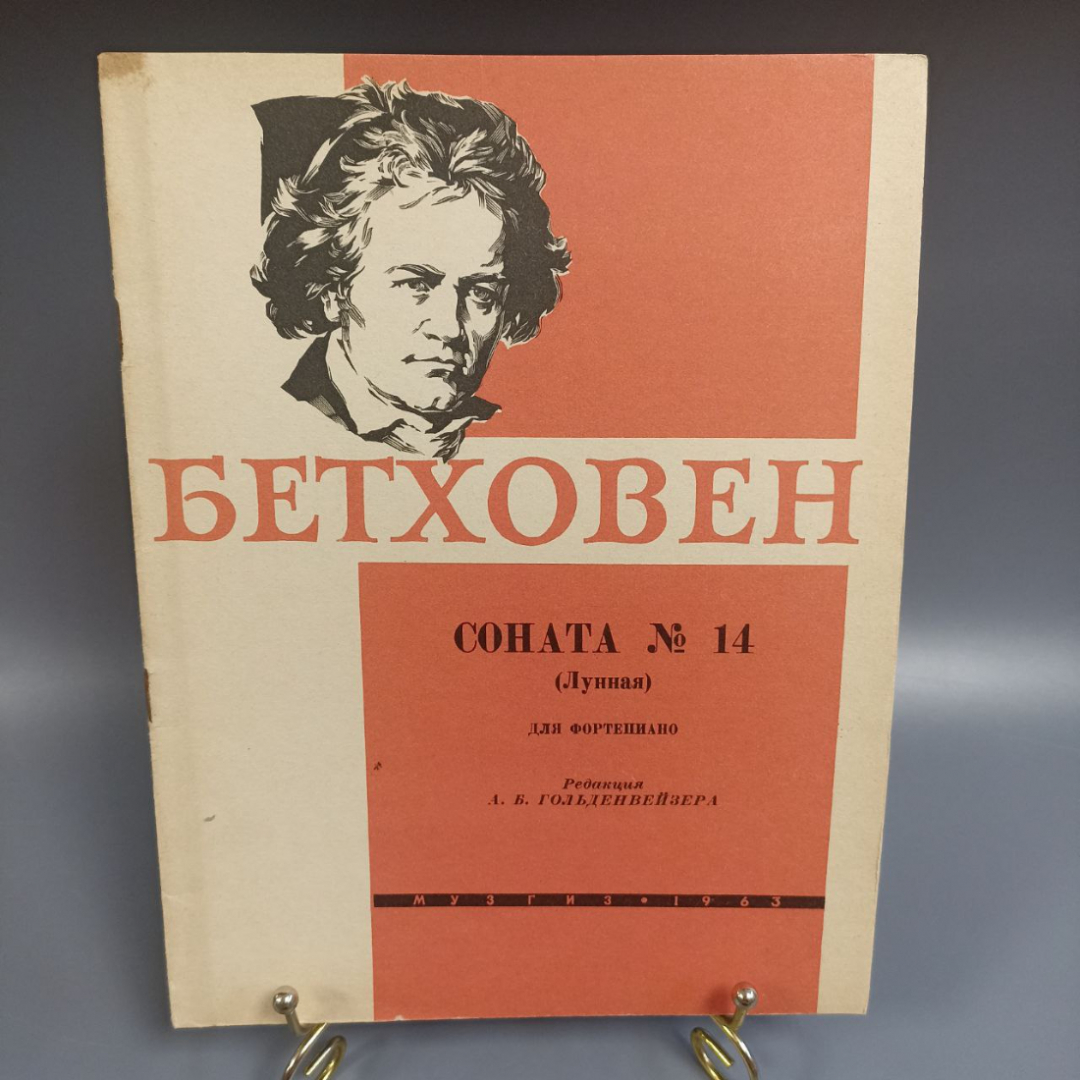 БЕТХОВЕН
СОНАТА № 14
(Лунная)
ДЛЯ ФОРТЕПИАНО
Редакция
А. Б. ГОЛЬДЕНВЕЙЗЕРА
МУЗГИЗ • 1963